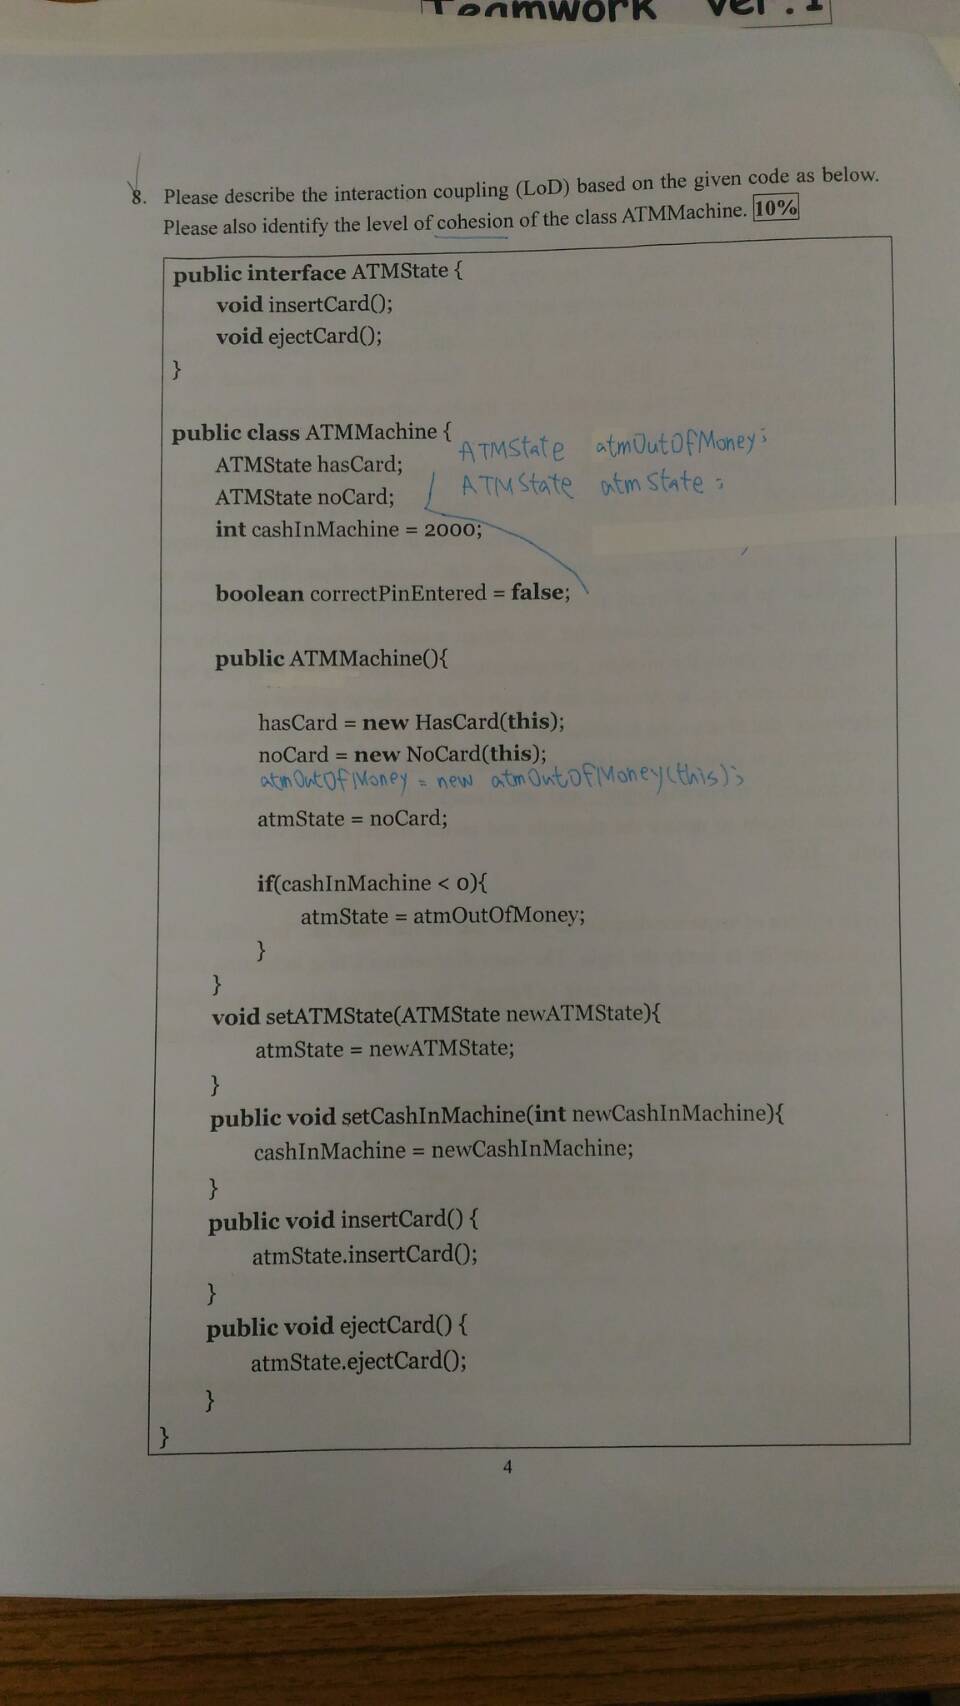 Teamwork ver.1
8. Please describe the interaction coupling (LoD) based on the given code as below.
Please also identify the level of cohesion of the class ATMMachine. 10%
public interface ATMState {
void insertCard();
void ejectCard();
}
public class ATMMachine {
ATMState atmOutOfMoney;
ATMState hasCard;
ATMState atmState;
ATMState noCard;
int cashInMachine = 2000;
boolean correctPinEntered = false;
public ATMMachine(){
hasCard = new HasCard(this);
noCard = new NoCard(this);
atmOutOfMoney = new atmOutOfMoney(this);
atmState = noCard;
if(cashInMachine < 0){
atmState = atmOutOfMoney;
}
}
void setATMState(ATMState newATMState){
atmState = newATMState;
}
public void setCashInMachine(int newCashInMachine){
cashInMachine = newCashInMachine;
}
public void insertCard() {
atmState.insertCard();
}
public void ejectCard() {
atmState.ejectCard();
}
}
4